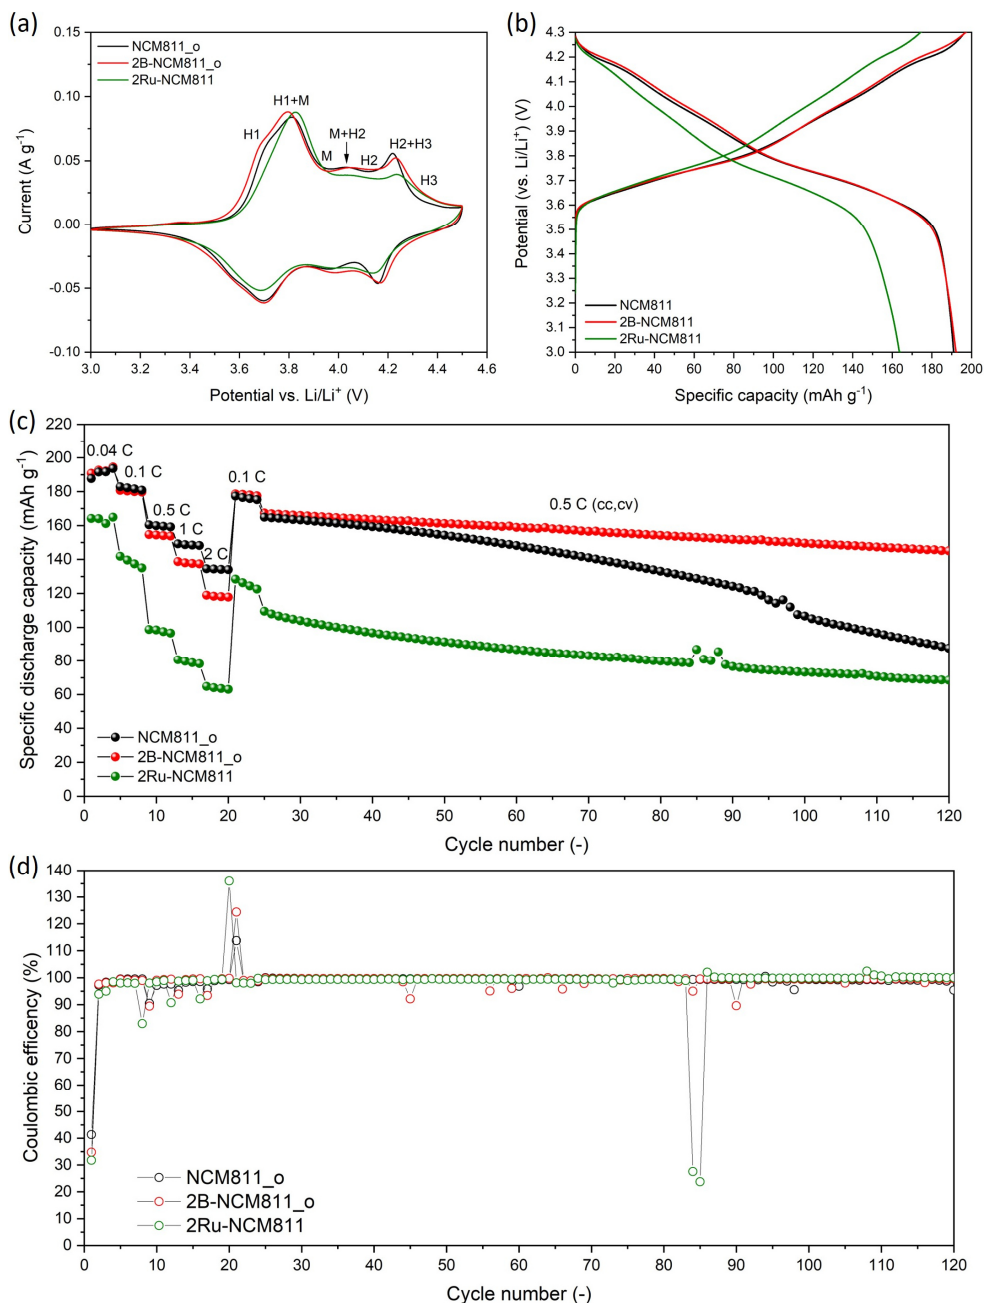 (a)
0.15
0.10
0.05
0.00
-0.05
-0.10
Current (A g⁻¹)
NCM811_o
2B-NCM811_o
2Ru-NCM811
H1
H1+M
M
M+H2
H2
H2+H3
H3
3.0 3.2 3.4 3.6 3.8 4.0 4.2 4.4 4.6
Potential vs. Li/Li⁺ (V)
(b)
4.3
4.2
4.1
4.0
3.9
3.8
3.7
3.6
3.5
3.4
3.3
3.2
3.1
3.0
Potential (vs. Li/Li⁺) (V)
NCM811
2B-NCM811
2Ru-NCM811
0 20 40 60 80 100 120 140 160 180 200
Specific capacity (mAh g⁻¹)
(c)
220
200
180
160
140
120
100
80
60
40
20
0
Specific discharge capacity (mAh g⁻¹)
0.04 C
0.1 C
0.5 C
1 C
2 C
0.1 C
0.5 C (cc,cv)
NCM811_o
2B-NCM811_o
2Ru-NCM811
0 10 20 30 40 50 60 70 80 90 100 110 120
Cycle number (-)
(d)
140
130
120
110
100
90
80
70
60
50
40
30
20
10
0
Coulombic efficency (%)
NCM811_o
2B-NCM811_o
2Ru-NCM811
0 10 20 30 40 50 60 70 80 90 100 110 120
Cycle number (-)